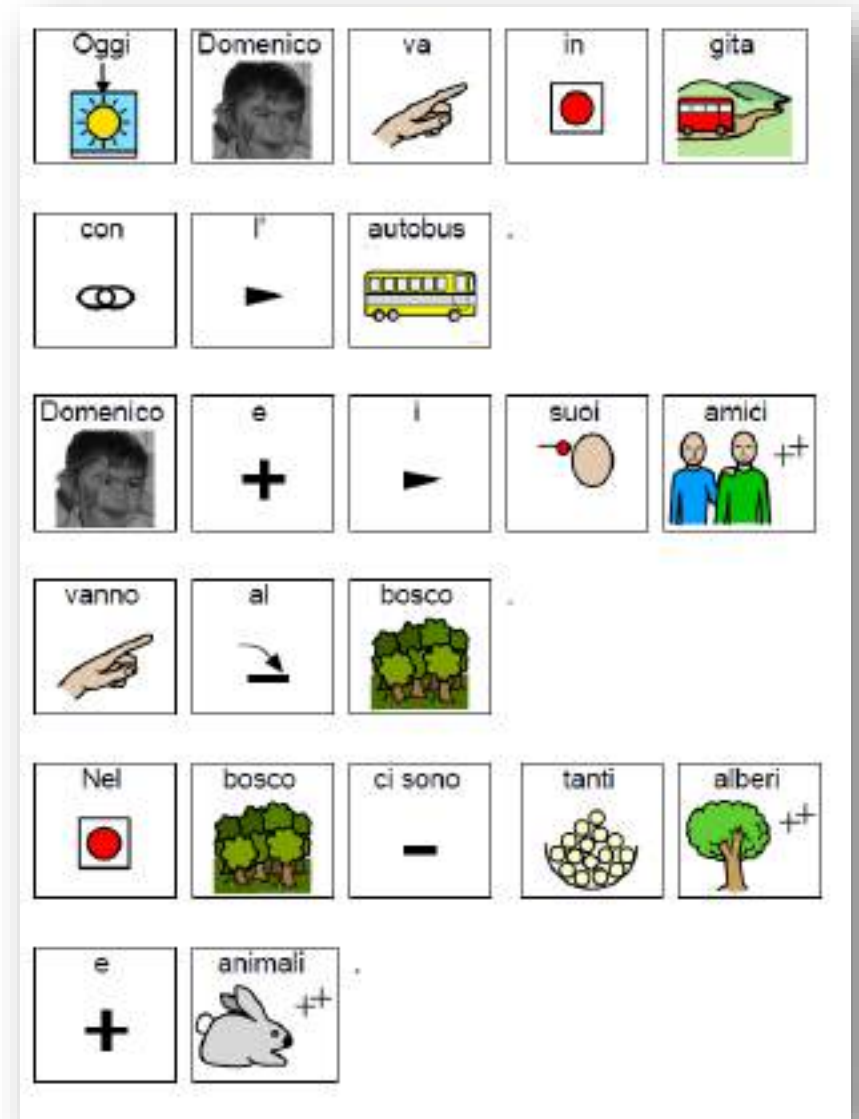 Oggi Domenico va in gita
con l' autobus .
Domenico e i suoi amici
vanno al bosco .
Nel bosco ci sono tanti alberi
e animali .